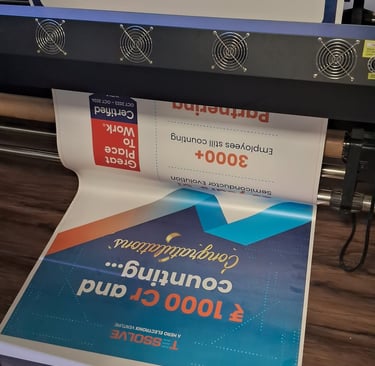 TESSOLVE
A HERO ELECTRONIX VENTURE
₹ 1000 Cr and
counting...
Congratulations
Semiconductor Evolution
3000+
Employees still counting
Partnering
Great
Place
To
Work.
Certified